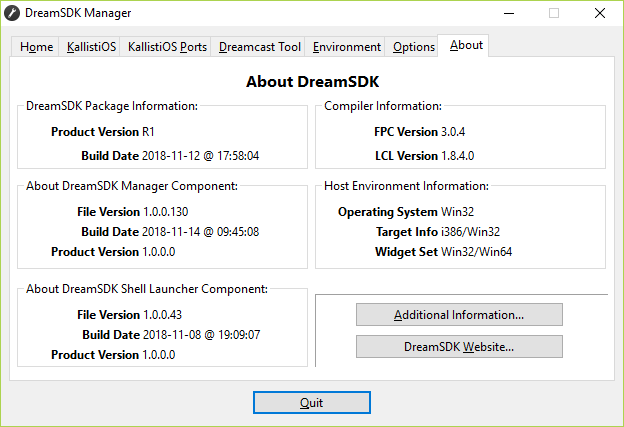 DreamSDK Manager
Home KallistiOS KallistiOS Ports Dreamcast Tool Environment Options About
About DreamSDK
DreamSDK Package Information:
Product Version R1
Build Date 2018-11-12 @ 17:58:04
Compiler Information:
FPC Version 3.0.4
LCL Version 1.8.4.0
About DreamSDK Manager Component:
File Version 1.0.0.130
Build Date 2018-11-14 @ 09:45:08
Product Version 1.0.0.0
Host Environment Information:
Operating System Win32
Target Info i386/Win32
Widget Set Win32/Win64
About DreamSDK Shell Launcher Component:
File Version 1.0.0.43
Build Date 2018-11-08 @ 19:09:07
Product Version 1.0.0.0
Additional Information...
DreamSDK Website...
Quit